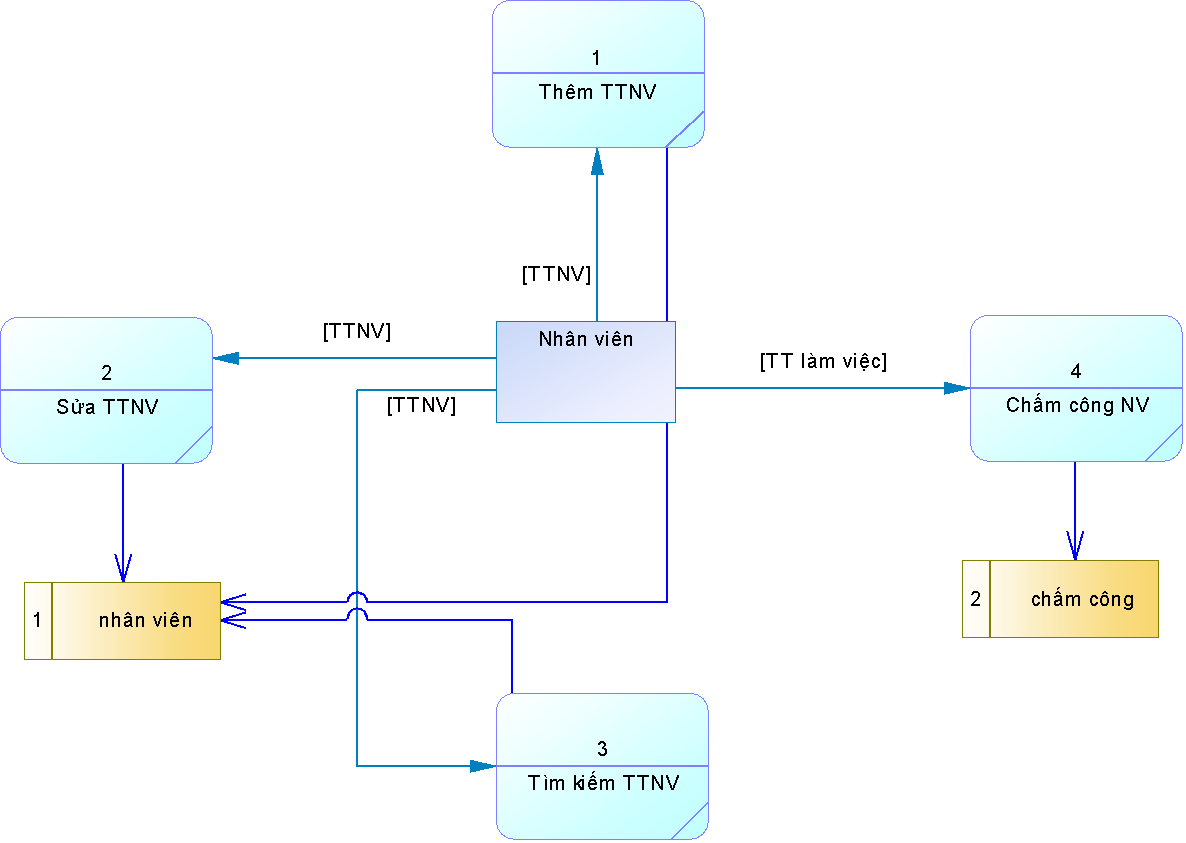 1
Thêm TTNV
[TTNV]
[TTNV]
Nhân viên
[TT làm việc]
2
Sửa TTNV
[TTNV]
4
Chấm công NV
1
nhân viên
2
chấm công
3
Tìm kiếm TTNV